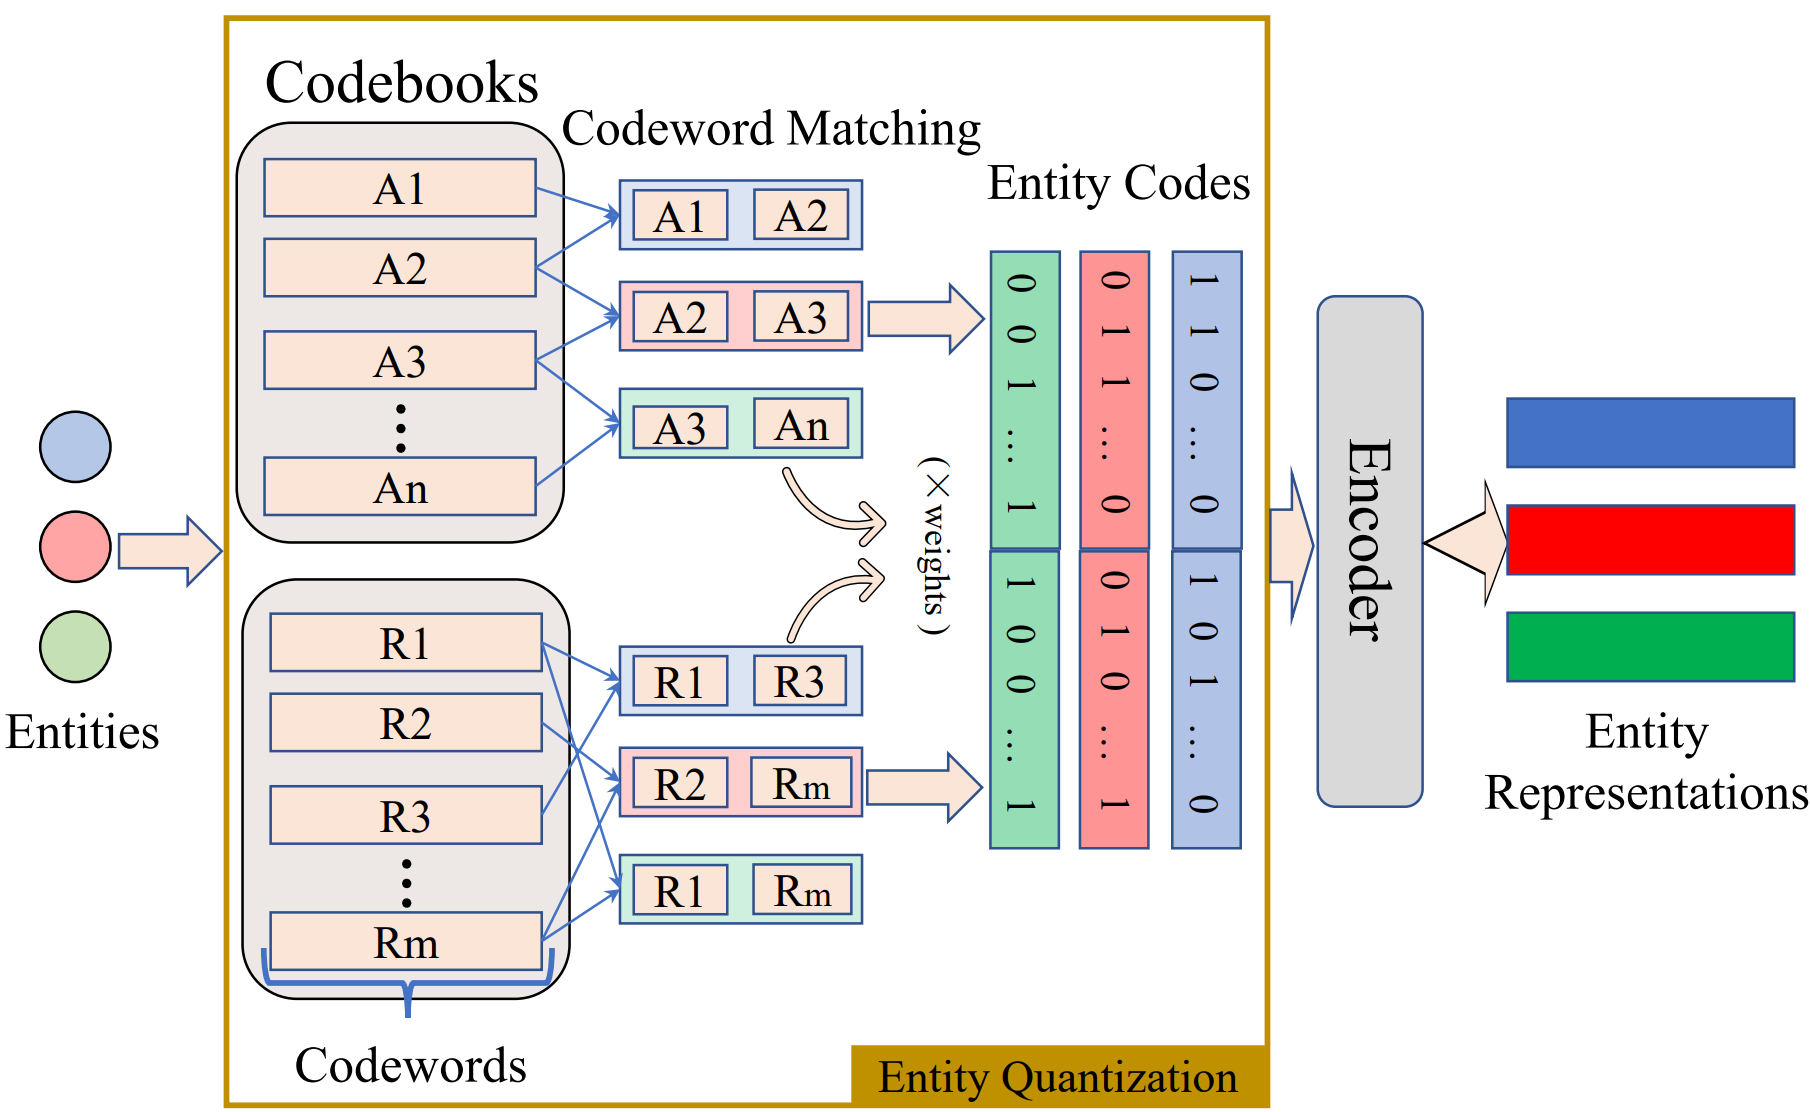 Codebooks
A1
A2
A3
An
R1
R2
R3
Rm
Codewords
Entities
Codeword Matching
A1 A2
A2 A3
A3 An
R1 R3
R2 Rm
R1 Rm
(×weights)
Entity Codes
0 0 1 ... 1
1 0 0 ... 1
0 1 1 ... 0
0 1 0 ... 1
1 1 0 ... 0
1 0 1 ... 0
Entity Quantization
Encoder
Entity
Representations